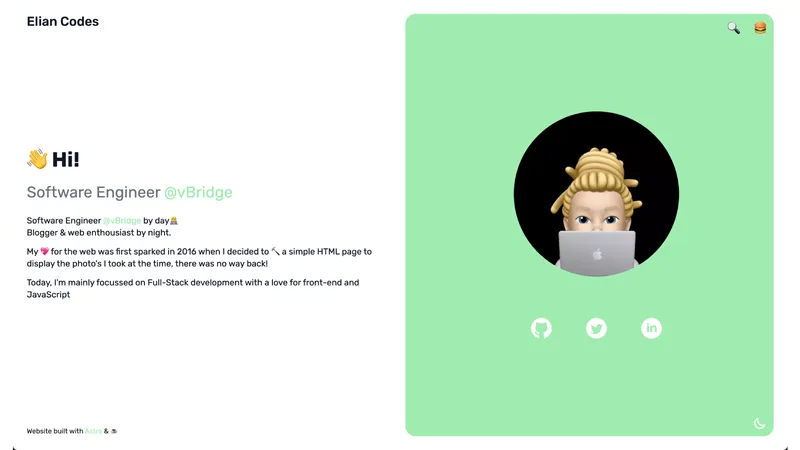 Elian Codes
👋 Hi!
Software Engineer @vBridge
Software Engineer @vBridge by day
Blogger & web enthusiast by night.
My 💖 for the web was first sparked in 2016 when I decided to 🔨 a simple HTML page to
display the photo's I took at the time, there was no way back!
Today, I'm mainly focussed on Full-Stack development with a love for front-end and
JavaScript
in
Website built with Astro &